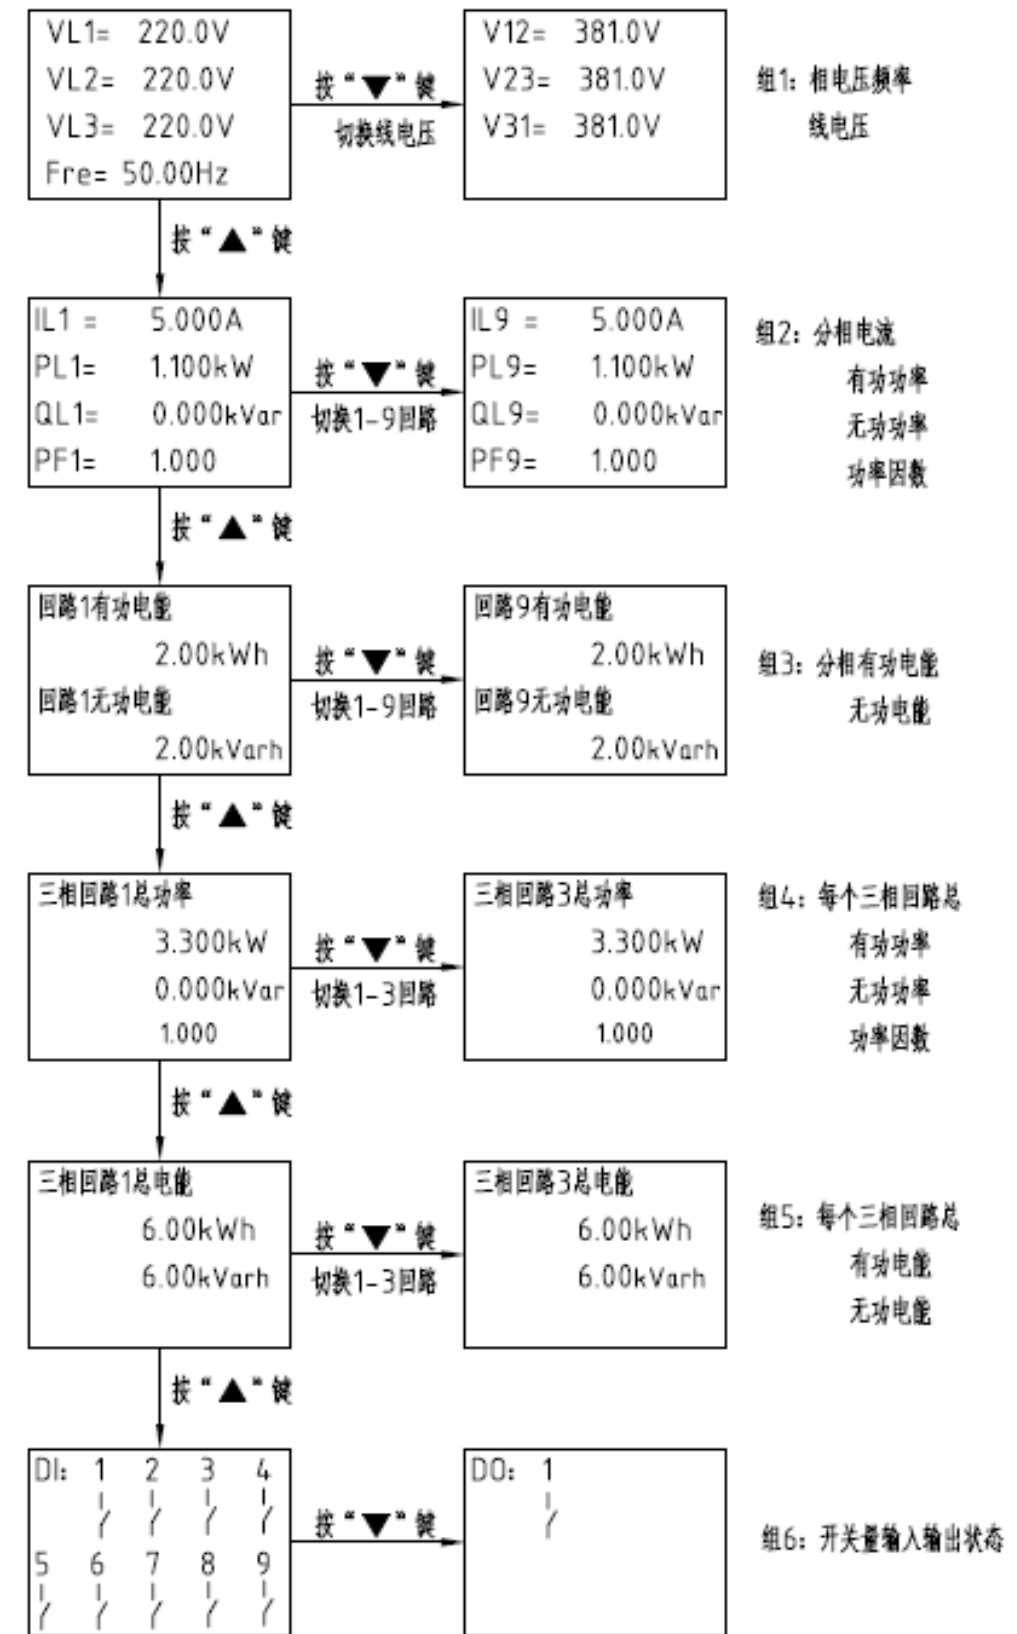 VL1= 220.0V
VL2= 220.0V
VL3= 220.0V
Fre= 50.00Hz
按“▼”键
切换线电压
V12= 381.0V
V23= 381.0V
V31= 381.0V
组1: 相电压频率
线电压
按“▲”键
IL1 = 5.000A
PL1= 1.100kW
QL1= 0.000kVar
PF1= 1.000
按“▼”键
切换1-9回路
IL9 = 5.000A
PL9= 1.100kW
QL9= 0.000kVar
PF9= 1.000
组2: 分相电流
有功功率
无功功率
功率因数
按“▲”键
回路1有功电能
2.00kWh
回路1无功电能
2.00kVarh
按“▼”键
切换1-9回路
回路9有功电能
2.00kWh
回路9无功电能
2.00kVarh
组3: 分相有功电能
无功电能
按“▲”键
三相回路1总功率
3.300kW
0.000kVar
1.000
按“▼”键
切换1-3回路
三相回路3总功率
3.300kW
0.000kVar
1.000
组4: 每个三相回路总
有功功率
无功功率
功率因数
按“▲”键
三相回路1总电能
6.00kWh
6.00kVarh
按“▼”键
切换1-3回路
三相回路3总电能
6.00kWh
6.00kVarh
组5: 每个三相回路总
有功电能
无功电能
按“▲”键
DI: 1 2 3 4
5 6 7 8 9
按“▼”键
DO: 1
组6: 开关量输入输出状态